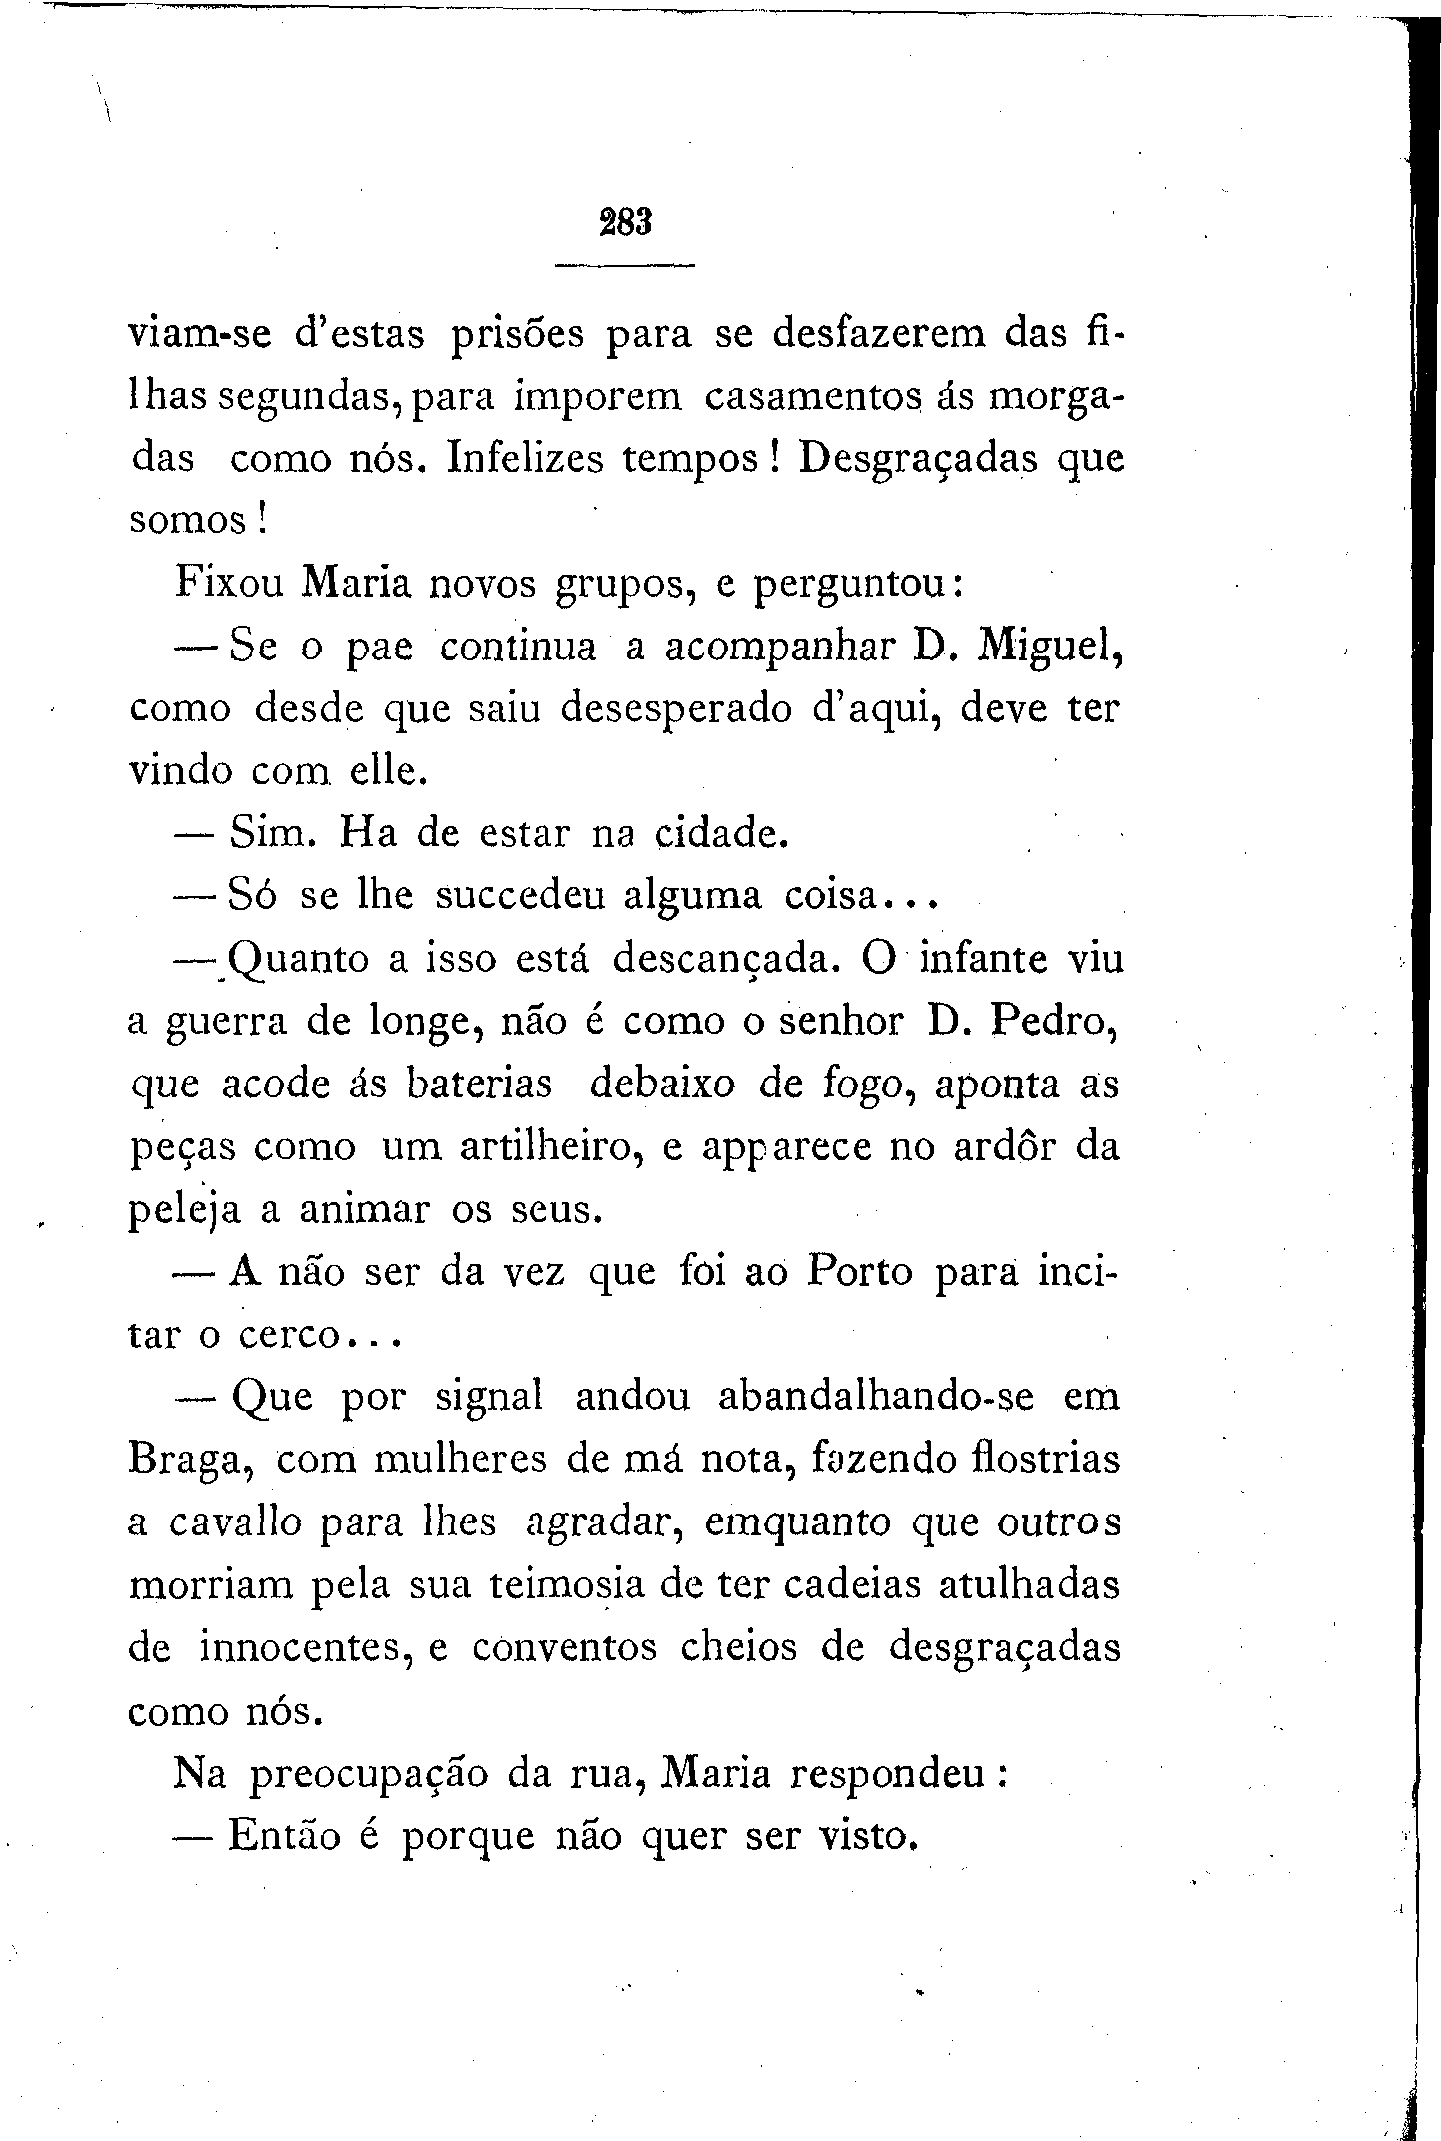 283
viam-se d'estas prisões para se desfazerem das fi-
lhas segundas, para imporem casamentos ás morga-
das como nós. Infelizes tempos! Desgraçadas que
somos!
Fixou Maria novos grupos, e perguntou:
— Se o pae continua a acompanhar D. Miguel,
como desde que saiu desesperado d'aqui, deve ter
vindo com elle.
— Sim. Ha de estar na cidade.
— Só se lhe succedeu alguma coisa...
— Quanto a isso está descançada. O infante viu
a guerra de longe, não é como o senhor D. Pedro,
que acode ás baterias debaixo de fogo, aponta as
peças como um artilheiro, e apparece no ardôr da
peleja a animar os seus.
— A não ser da vez que foi ao Porto para inci-
tar o cerco...
— Que por signal andou abandalhando-se em
Braga, com mulheres de má nota, fazendo flostrias
a cavallo para lhes agradar, emquanto que outros
morriam pela sua teimosia de ter cadeias atulhadas
de innocentes, e conventos cheios de desgraçadas
como nós.
Na preocupação da rua, Maria respondeu:
— Então é porque não quer ser visto.